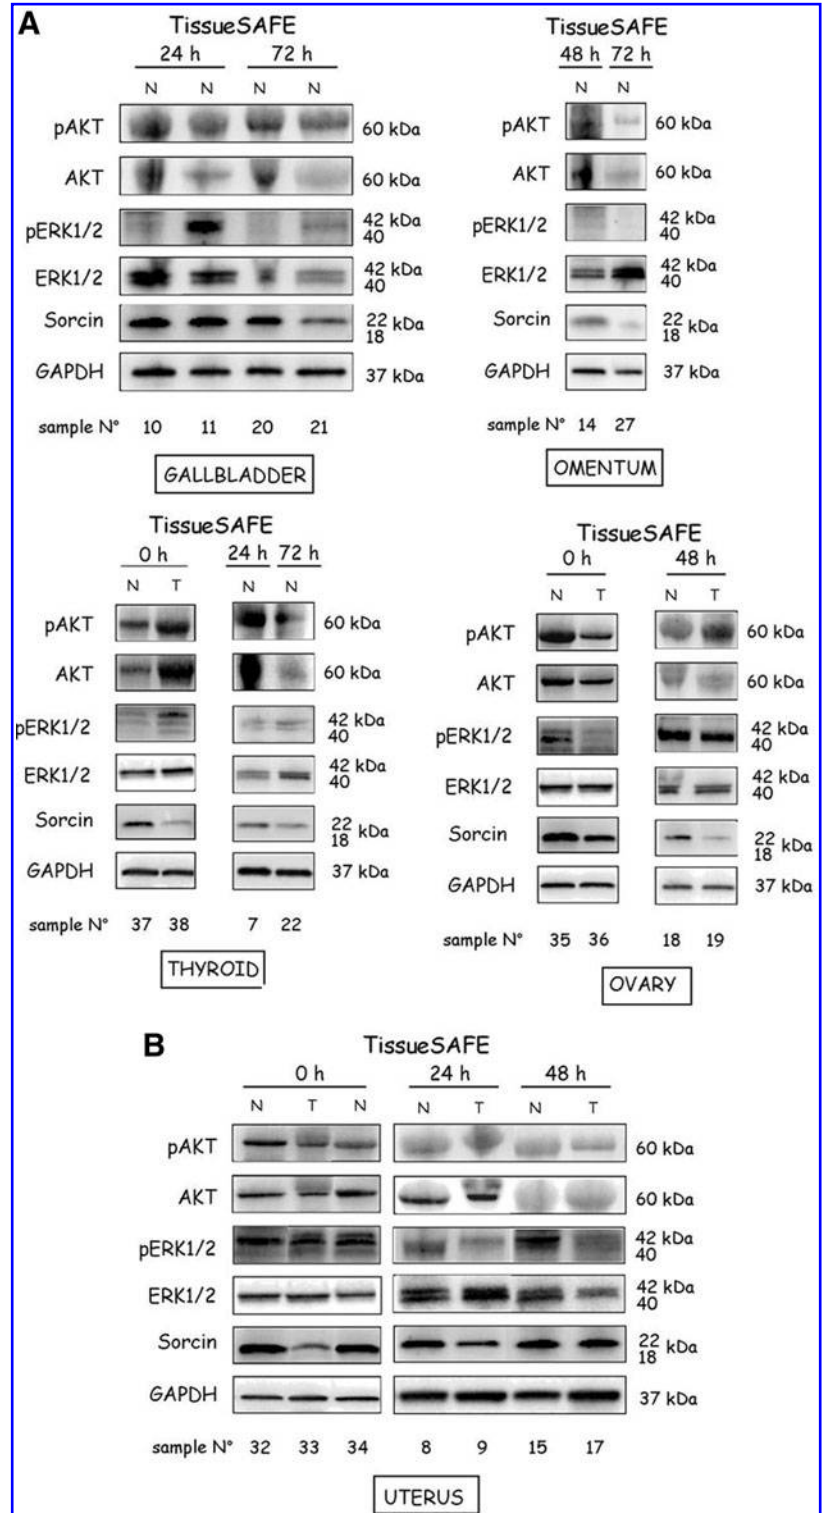 A
TissueSAFE
24 h 72 h
N N N N
pAKT 60 kDa
AKT 60 kDa
pERK1/2 42 kDa
40
ERK1/2 42 kDa
40
Sorcin 22 kDa
18
GAPDH 37 kDa
sample N° 10 11 20 21
GALLBLADDER
TissueSAFE
48 h 72 h
N N
pAKT 60 kDa
AKT 60 kDa
pERK1/2 42 kDa
40
ERK1/2 42 kDa
40
Sorcin 22 kDa
18
GAPDH 37 kDa
sample N° 14 27
OMENTUM
TissueSAFE
0 h 24 h 72 h
N T N N
pAKT 60 kDa
AKT 60 kDa
pERK1/2 42 kDa
40
ERK1/2 42 kDa
40
Sorcin 22 kDa
18
GAPDH 37 kDa
sample N° 37 38 7 22
THYROID
TissueSAFE
0 h 48 h
N T N T
pAKT 60 kDa
AKT 60 kDa
pERK1/2 42 kDa
40
ERK1/2 42 kDa
40
Sorcin 22 kDa
18
GAPDH 37 kDa
sample N° 35 36 18 19
OVARY
B
TissueSAFE
0 h 24 h 48 h
N T N N T N T
pAKT 60 kDa
AKT 60 kDa
pERK1/2 42 kDa
40
ERK1/2 42 kDa
40
Sorcin 22 kDa
18
GAPDH 37 kDa
sample N° 32 33 34 8 9 15 17
UTERUS